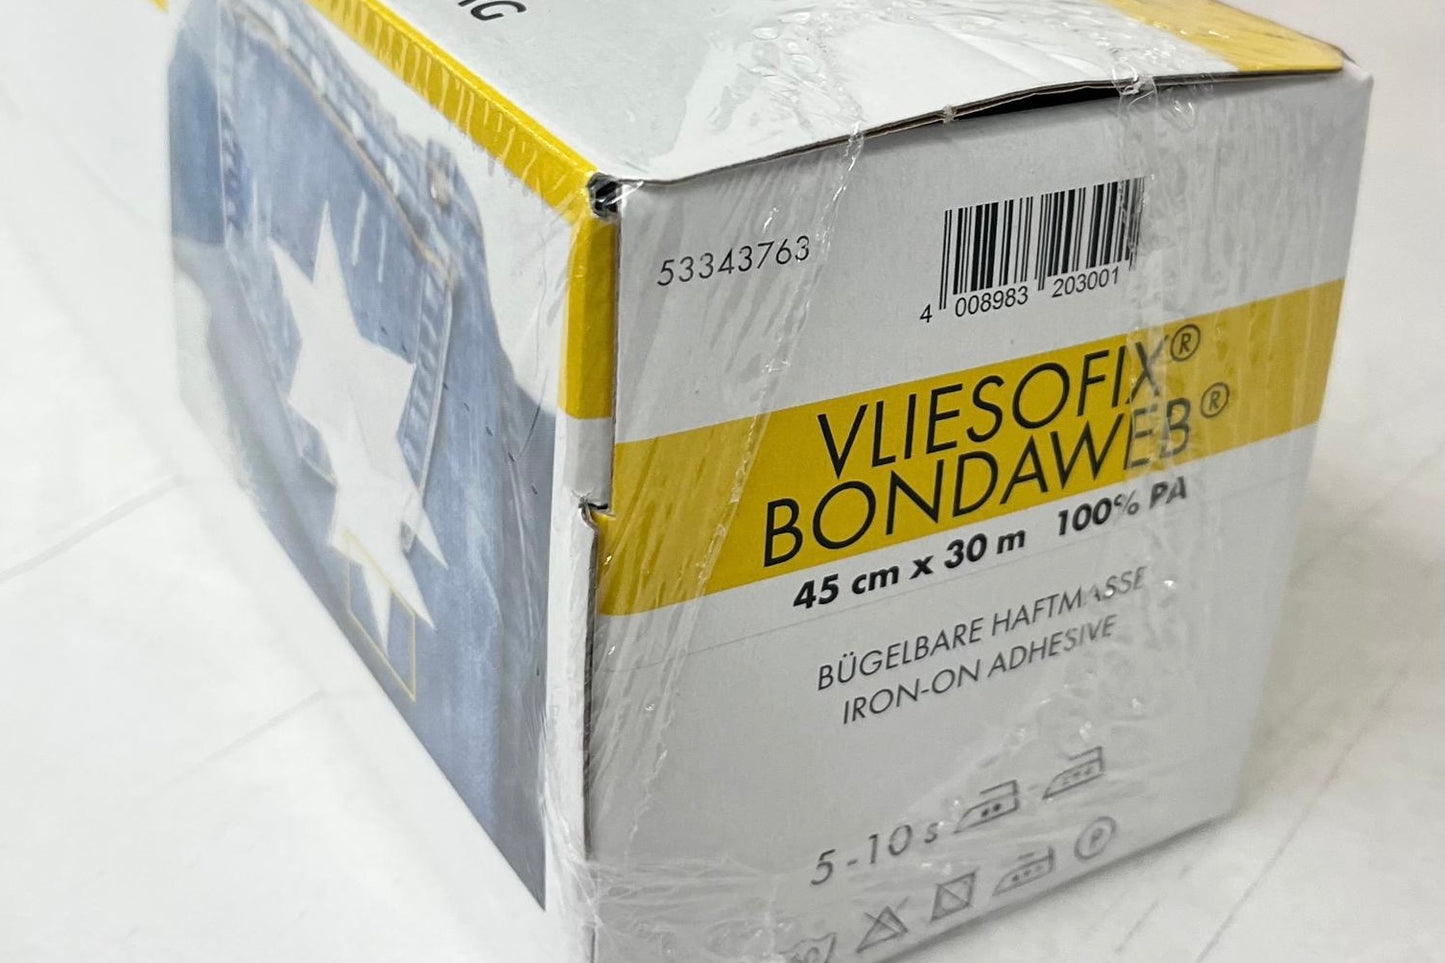 53343763
4 008983 203001
VLIESOFIX®
BONDAWEB®
45 cm x 30 m 100% PA
BÜGELBARE HAFTMASSE
IRON-ON ADHESIVE
5 - 10 s
P